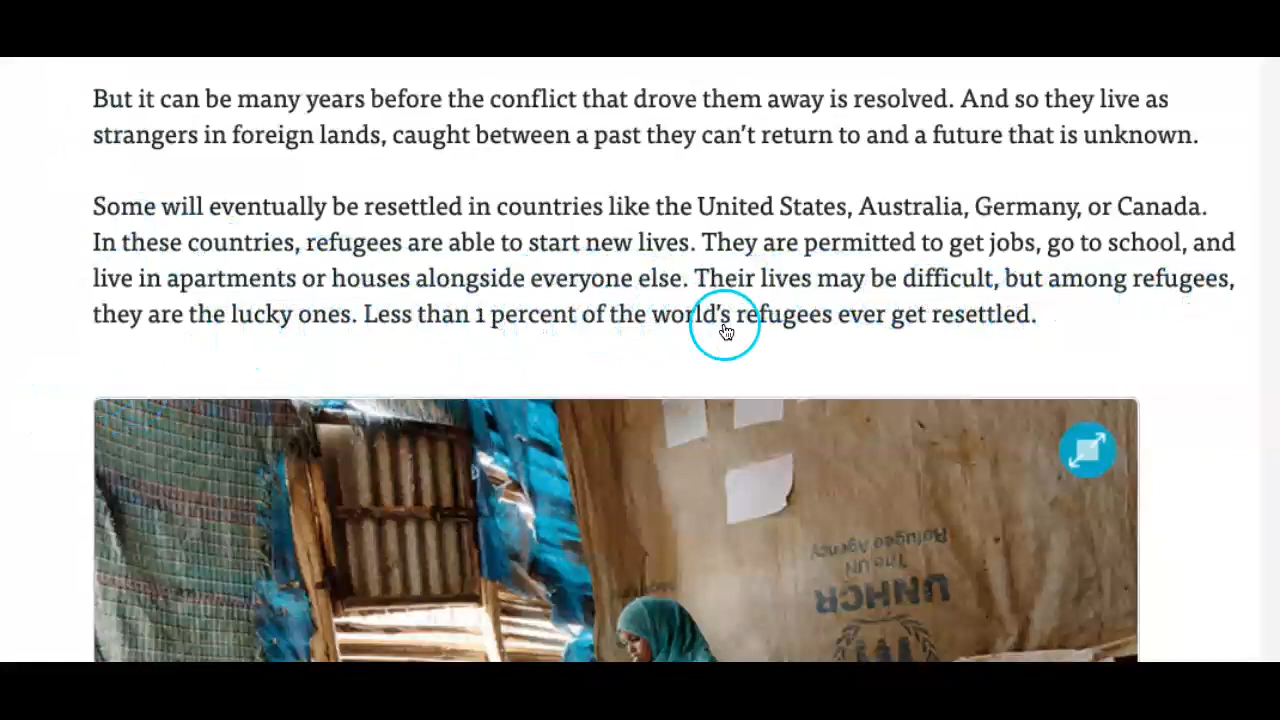 But it can be many years before the conflict that drove them away is resolved. And so they live as
strangers in foreign lands, caught between a past they can’t return to and a future that is unknown.
Some will eventually be resettled in countries like the United States, Australia, Germany, or Canada.
In these countries, refugees are able to start new lives. They are permitted to get jobs, go to school, and
live in apartments or houses alongside everyone else. Their lives may be difficult, but among refugees,
they are the lucky ones. Less than 1 percent of the world’s refugees ever get resettled.
UNHCR
The UN
Refugee Agency